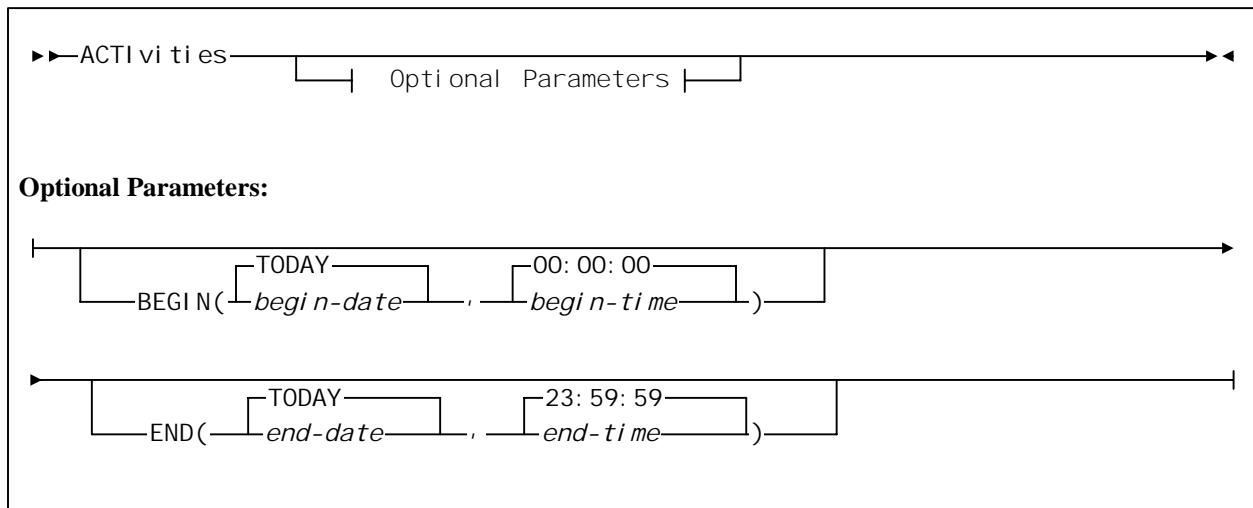 ACTIvities
Optional Parameters
Optional Parameters:
TODAY 00:00:00
BEGIN( begin-date , begin-time )
TODAY 23:59:59
END( end-date , end-time )